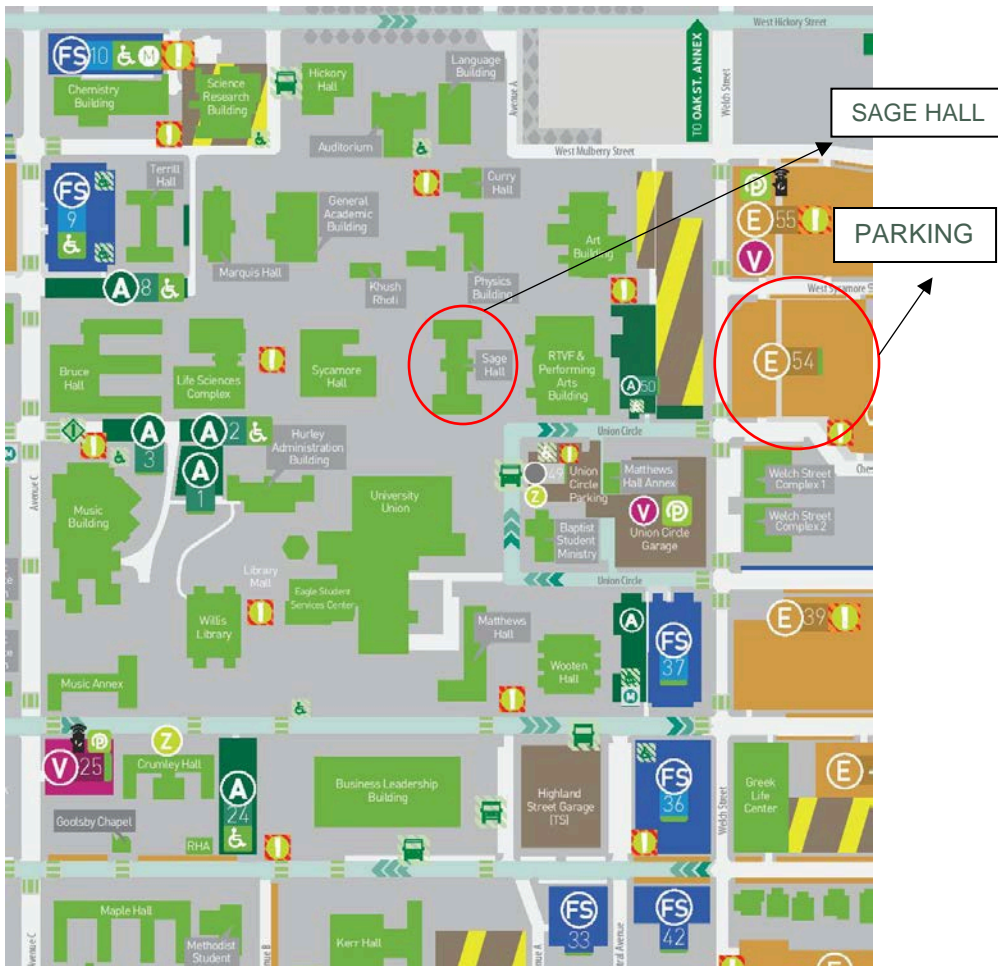 West Hickory Street
FS 10 M !
Chemistry
Building
Science
Research
Building
Hickory
Hall
Language
Building
Avenue A
TO OAK ST. ANNEX
Welch Street
SAGE HALL
Auditorium
West Mulberry Street
FS
9
Terrill
Hall
General
Academic
Building
Curry
Hall
P
E 55 !
V
PARKING
Marquis Hall
Khush
Physics
Building
Art
Building
A 8
West Sycamore S
Bruce
Hall
Life Sciences
Complex
!
Sycamore
Hall
Sage
Hall
RTVF &
Performing
Arts
Building
A 50
E 54
Union Circle
A
3
A 2
A
1
Hurley
Administration
Building
Avenue C
M
Music
Building
University
Union
49
Z
Union
Circle
Parking
Matthews
Hall Annex
V P
Union Circle
Garage
Baptist
Student
Ministry
Welch Street
Complex 1
Welch Street
Complex 2
Ches
Library
Mall
Eagle Student
Services Center
Union Circle
Willis
Library
!
Matthews
Hall
Wooten
Hall
A
M
FS
37
E 39 !
Music Annex
V 25
P
Z
Crumley Hall
A
24
Business Leadership
Building
Highland
Street Garage
(TS)
FS
36
Welch Street
Greek
Life
Center
E
Goolsby Chapel
RHA
!
Maple Hall
Methodist
Student
Avenue C
nue B
Kerr Hall
nue A
FS
33
tral Avenue
FS
42
E